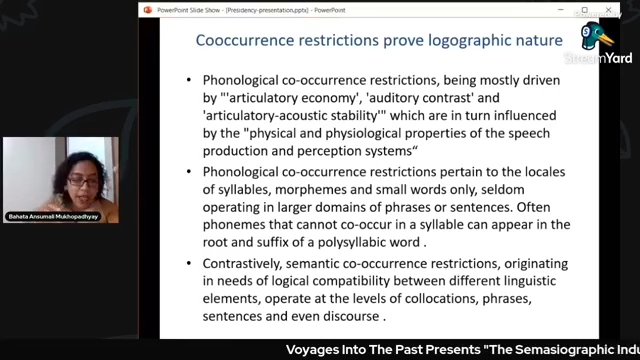 PowerPoint Slide Show - [Presidency-presentation.pptx] - PowerPoint
StreamYard
Cooccurrence restrictions prove logographic nature
• Phonological co-occurrence restrictions, being mostly driven
by "'articulatory economy', 'auditory contrast' and
'articulatory-acoustic stability'" which are in turn influenced
by the "physical and physiological properties of the speech
production and perception systems“
• Phonological co-occurrence restrictions pertain to the locales
of syllables, morphemes and small words only, seldom
operating in larger domains of phrases or sentences. Often
phonemes that cannot co-occur in a syllable can appear in the
root and suffix of a polysyllabic word .
• Contrastively, semantic co-occurrence restrictions, originating
in needs of logical compatibility between different linguistic
elements, operate at the levels of collocations, phrases,
sentences and even discourse .
Bahata Ansumali Mukhopadhyay
Voyages Into The Past Presents "The Semasiographic Indu